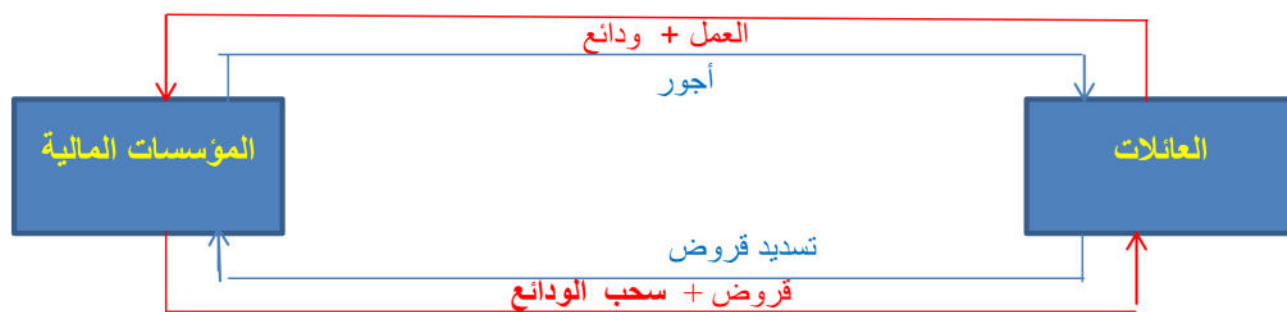 العمل + ودائع
أجور
العائلات
المؤسسات المالية
تسديد قروض
قروض + سحب الودائع